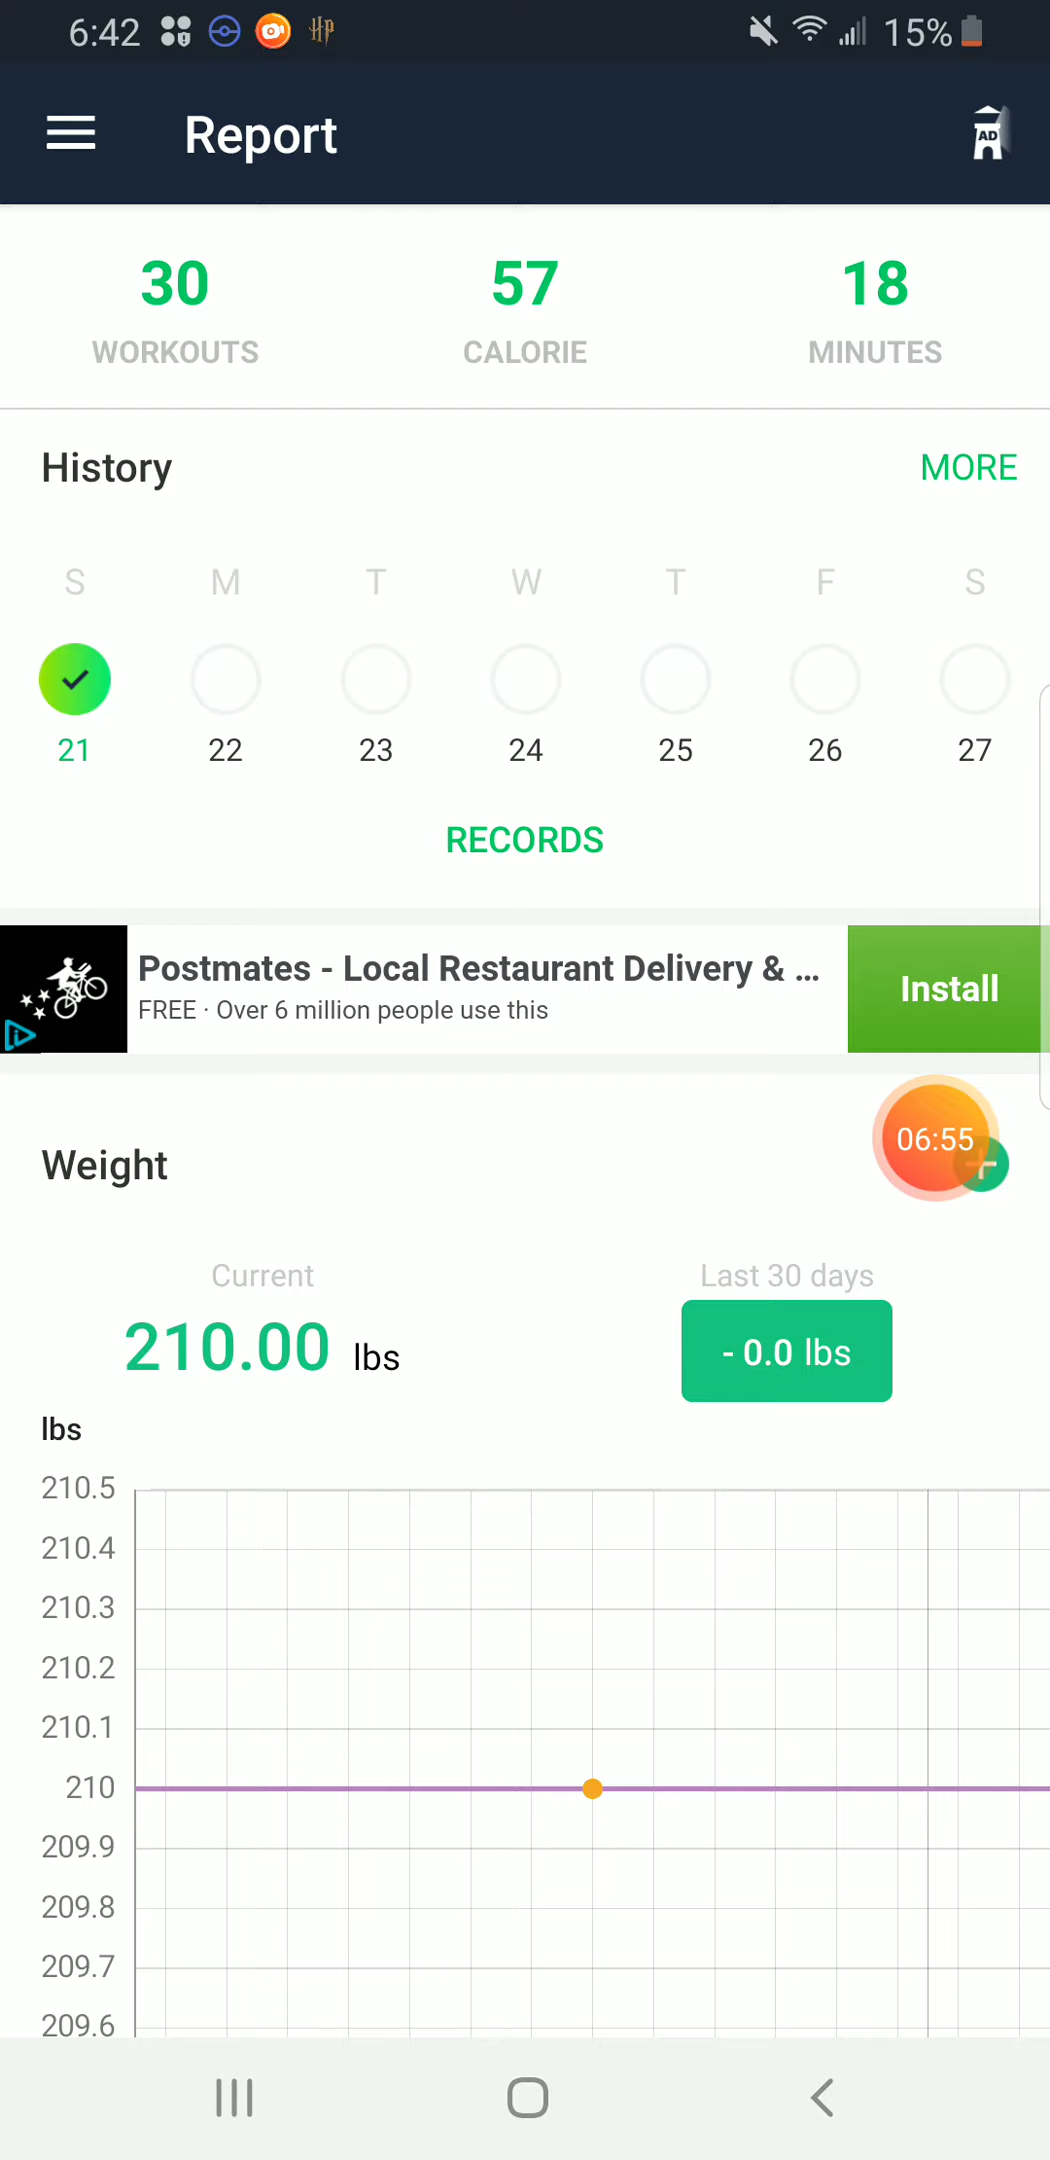 6:42 15%
Report
AD
30 57 18
WORKOUTS CALORIE MINUTES
History MORE
S M T W T F S
21 22 23 24 25 26 27
RECORDS
Postmates - Local Restaurant Delivery & ...
FREE · Over 6 million people use this
Install
06:55
Weight
Current Last 30 days
210.00 lbs - 0.0 lbs
lbs
210.5
210.4
210.3
210.2
210.1
210
209.9
209.8
209.7
209.6